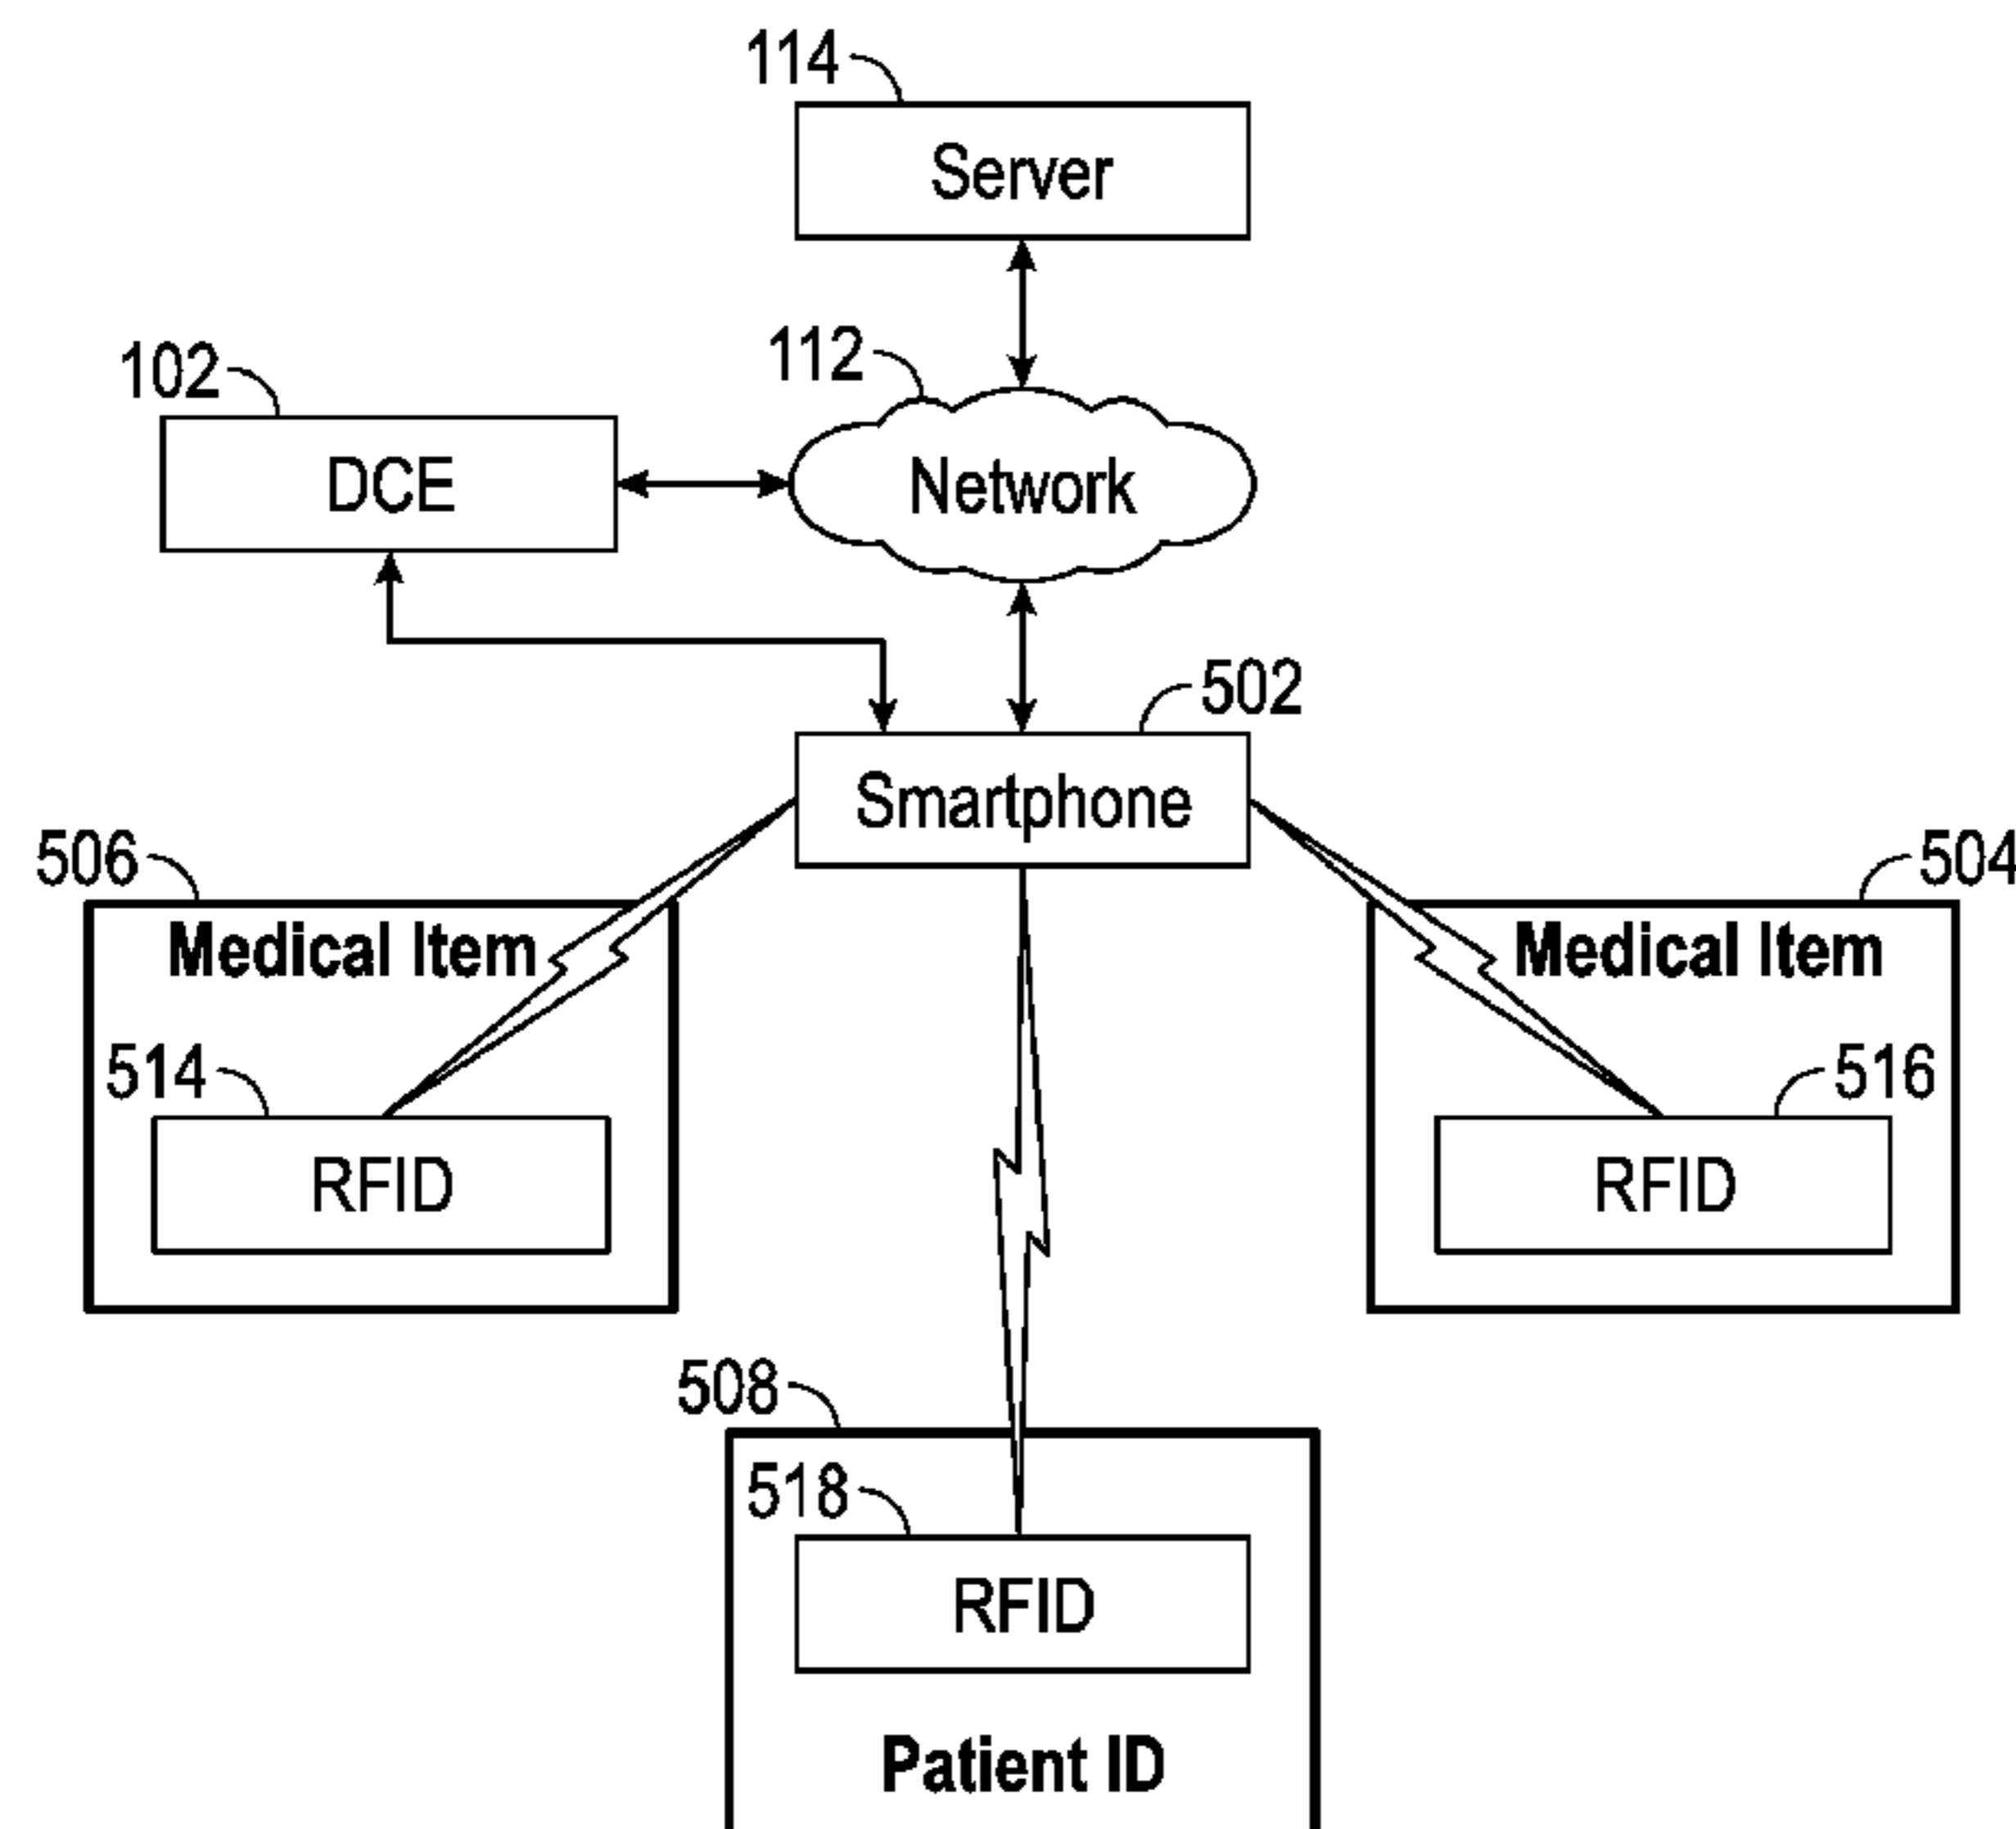 114
Server
112
102
DCE
Network
502
Smartphone
506
504
Medical Item
Medical Item
514
516
RFID
RFID
508
518
RFID
Patient ID